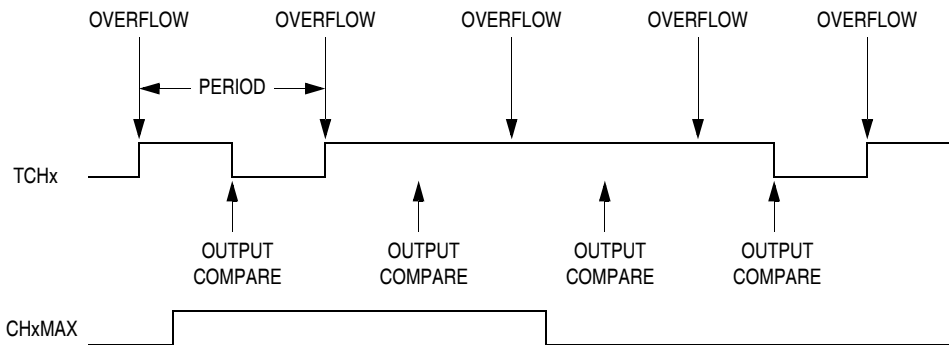 OVERFLOW OVERFLOW OVERFLOW OVERFLOW OVERFLOW
PERIOD
TCHx
OUTPUT COMPARE
OUTPUT COMPARE
OUTPUT COMPARE
OUTPUT COMPARE
CHxMAX